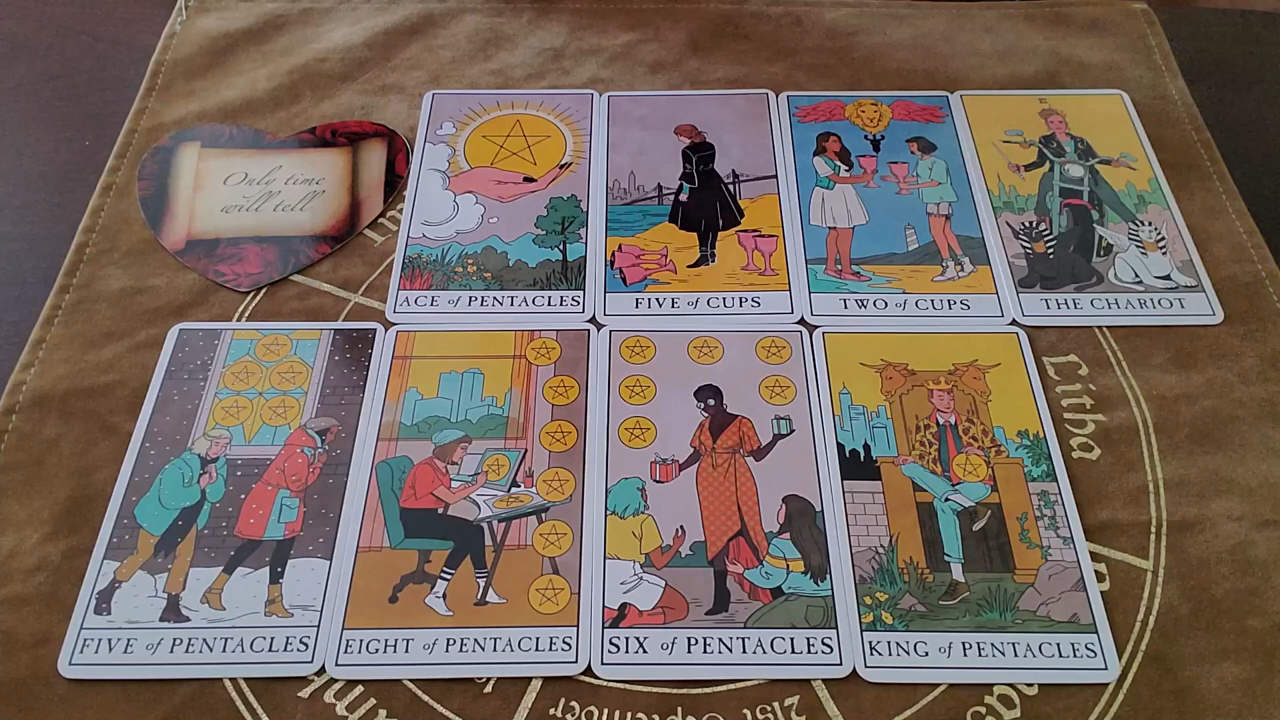 Only time
will tell
ACE of PENTACLES
FIVE of CUPS
TWO of CUPS
VII
THE CHARIOT
FIVE of PENTACLES
EIGHT of PENTACLES
SIX of PENTACLES
KING of PENTACLES
Litha
21st September